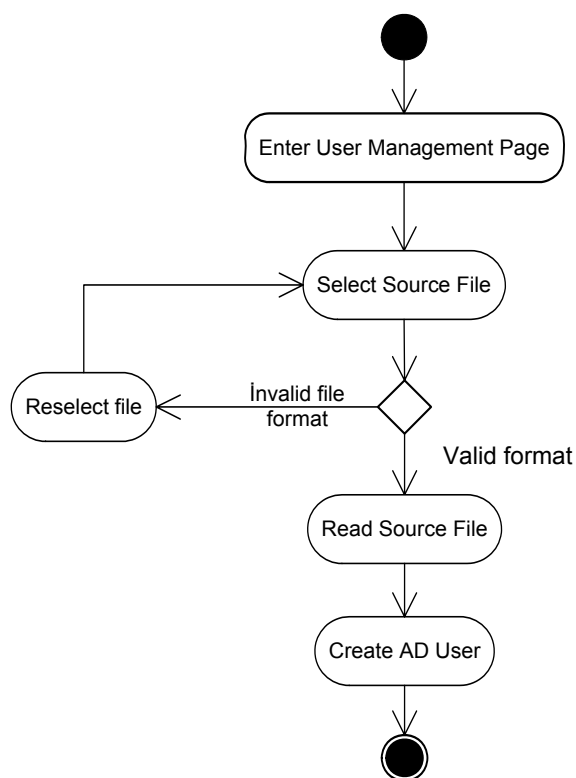 Enter User Management Page
Select Source File
İnvalid file
format
Reselect file
Valid format
Read Source File
Create AD User